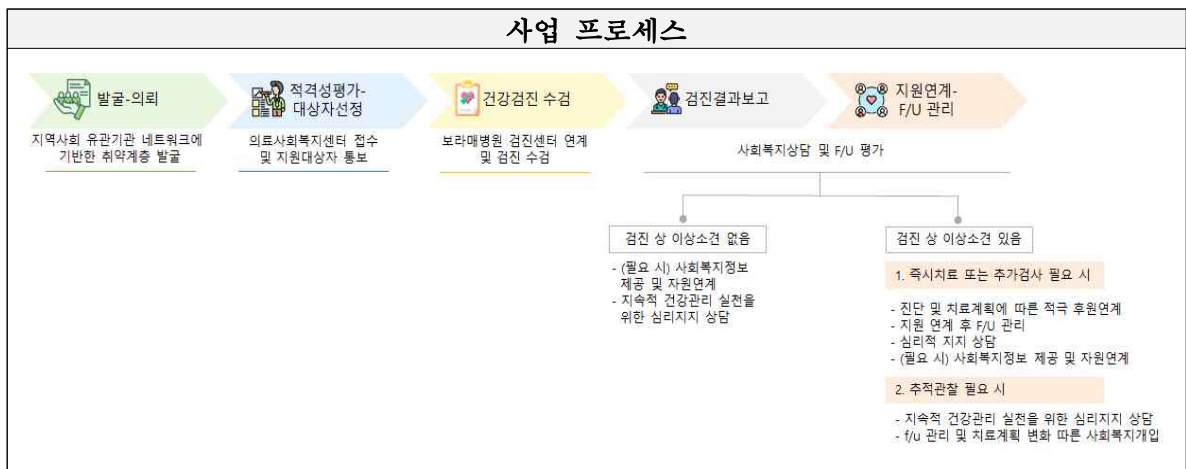 사업 프로세스
발굴-의뢰
지역사회 유관기관 네트워크에
기반한 취약계층 발굴
적격성평가-
대상자선정
의료사회복지센터 접수
및 지원대상자 통보
건강검진 수검
보라매병원 검진센터 연계
및 검진 수검
검진결과보고
지원연계-
F/U 관리
사회복지상담 및 F/U 평가
검진 상 이상소견 없음
- (필요 시) 사회복지정보
제공 및 자원연계
- 지속적 건강관리 실천을
위한 심리지지 상담
검진 상 이상소견 있음
1. 즉시치료 또는 추가검사 필요 시
- 진단 및 치료계획에 따른 적극 후원연계
- 지원 연계 후 F/U 관리
- 심리적 지지 상담
- (필요 시) 사회복지정보 제공 및 자원연계
2. 추적관찰 필요 시
- 지속적 건강관리 실천을 위한 심리지지 상담
- f/u 관리 및 치료계획 변화 따른 사회복지개입